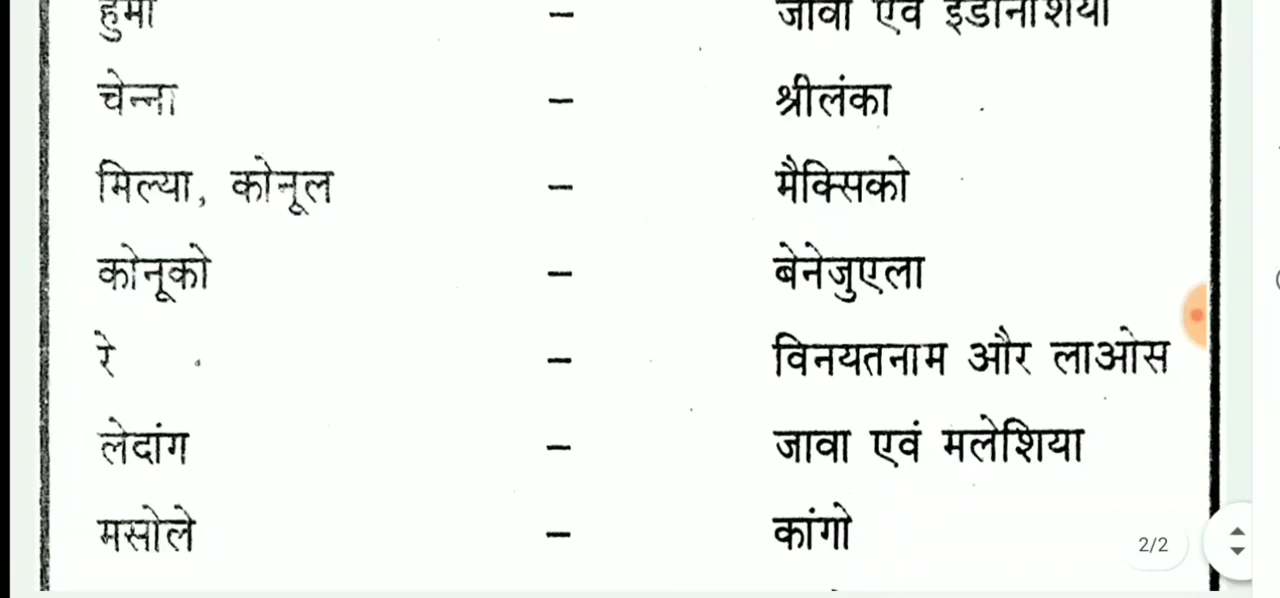 हुमा - जावा एवं इंडोनेशिया
चेन्ना - श्रीलंका
मिल्या, कोनूल - मैक्सिको
कोनूको - बेनेजुएला
रे - विनयतनाम और लाओस
लेदांग - जावा एवं मलेशिया
मसोले - कांगो
2/2